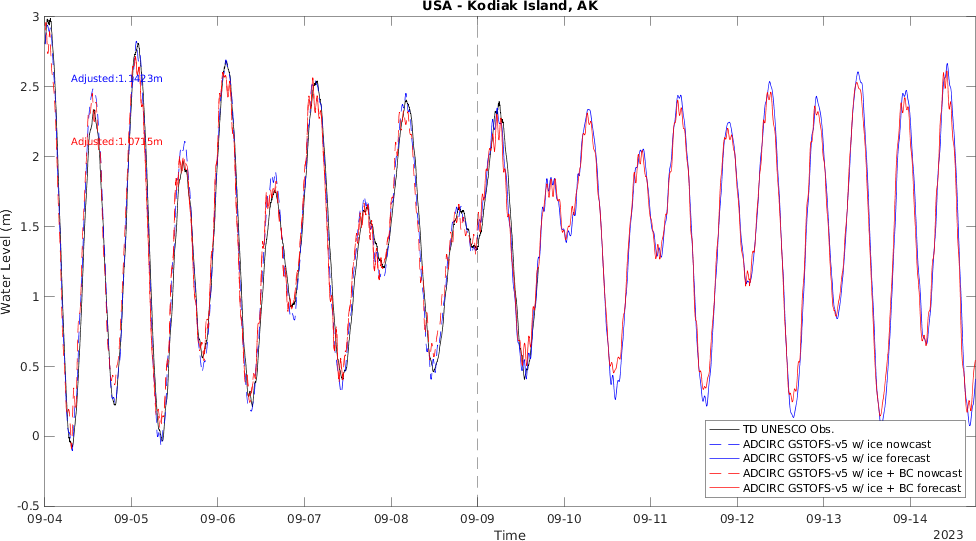 USA - Kodiak Island, AK
3
2.5
2
1.5
1
0.5
0
-0.5
Water Level (m)
Adjusted:1.1423m
Adjusted:1.0715m
TD UNESCO Obs.
ADCIRC GSTOFS-v5 w/ ice nowcast
ADCIRC GSTOFS-v5 w/ ice forecast
ADCIRC GSTOFS-v5 w/ ice + BC nowcast
ADCIRC GSTOFS-v5 w/ ice + BC forecast
09-04 09-05 09-06 09-07 09-08 09-09 09-10 09-11 09-12 09-13 09-14
Time
2023